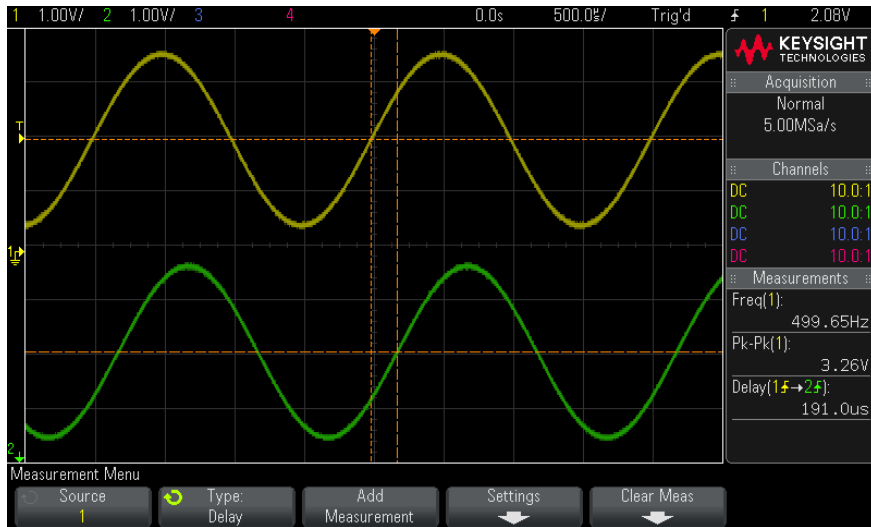 1 1.00V/ 2 1.00V/ 3 4 0.0s 500.0㎲/ Trig'd 1 2.08V
KEYSIGHT
TECHNOLOGIES
Acquisition
Normal
5.00MSa/s
Channels
DC 10.0:1
DC 10.0:1
DC 10.0:1
DC 10.0:1
Measurements
Freq(1):
499.65Hz
Pk-Pk(1):
3.26V
Delay(1→2):
191.0us
T
1
2
Measurement Menu
Source
1
Type:
Delay
Add
Measurement
Settings
Clear Meas